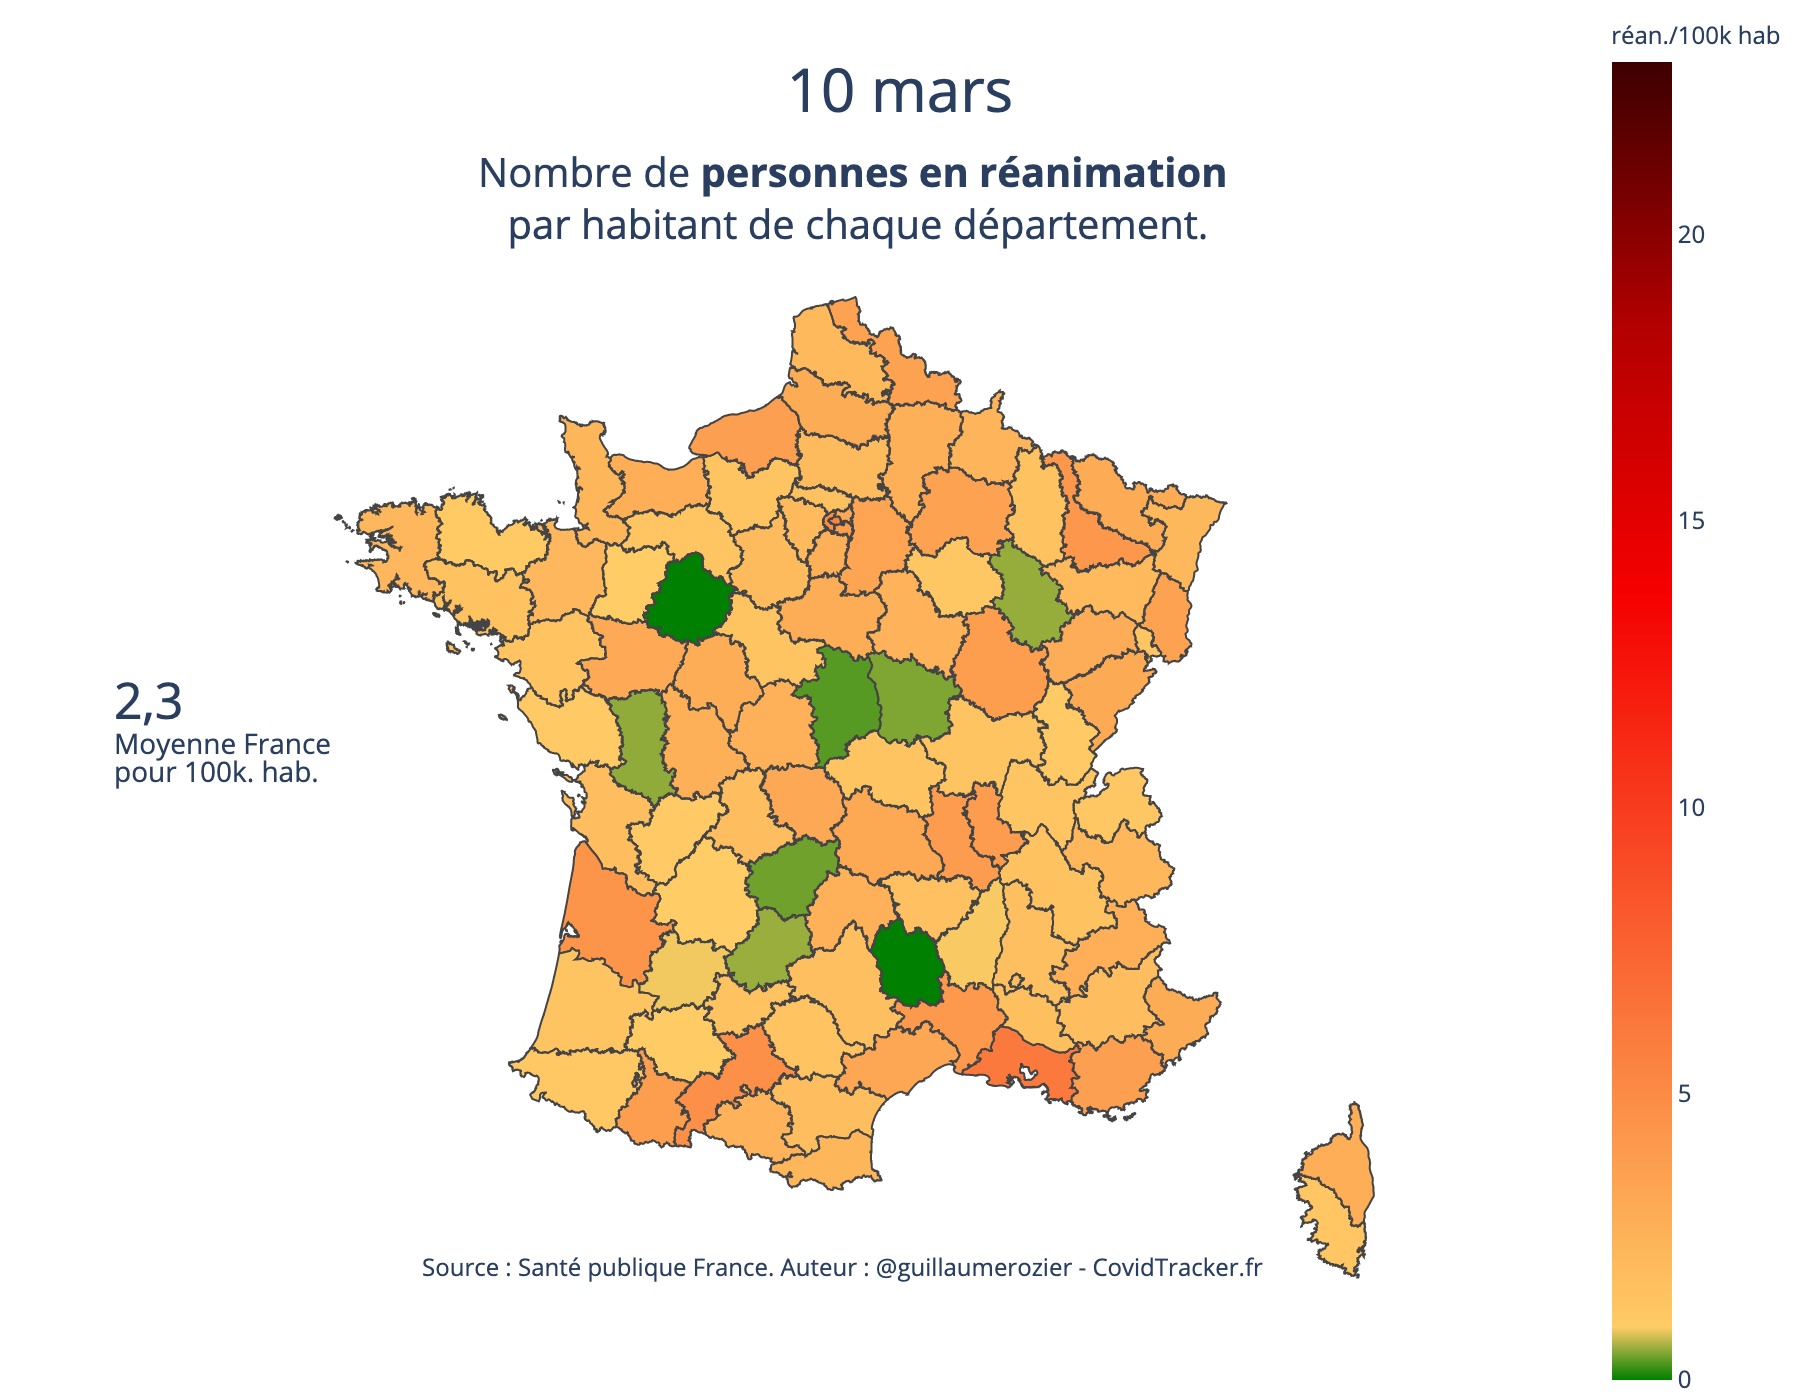 réan./100k hab
10 mars
Nombre de personnes en réanimation
par habitant de chaque département.
20
15
2,3
Moyenne France
pour 100k. hab.
10
5
Source : Santé publique France. Auteur : @guillaumerozier - CovidTracker.fr
0